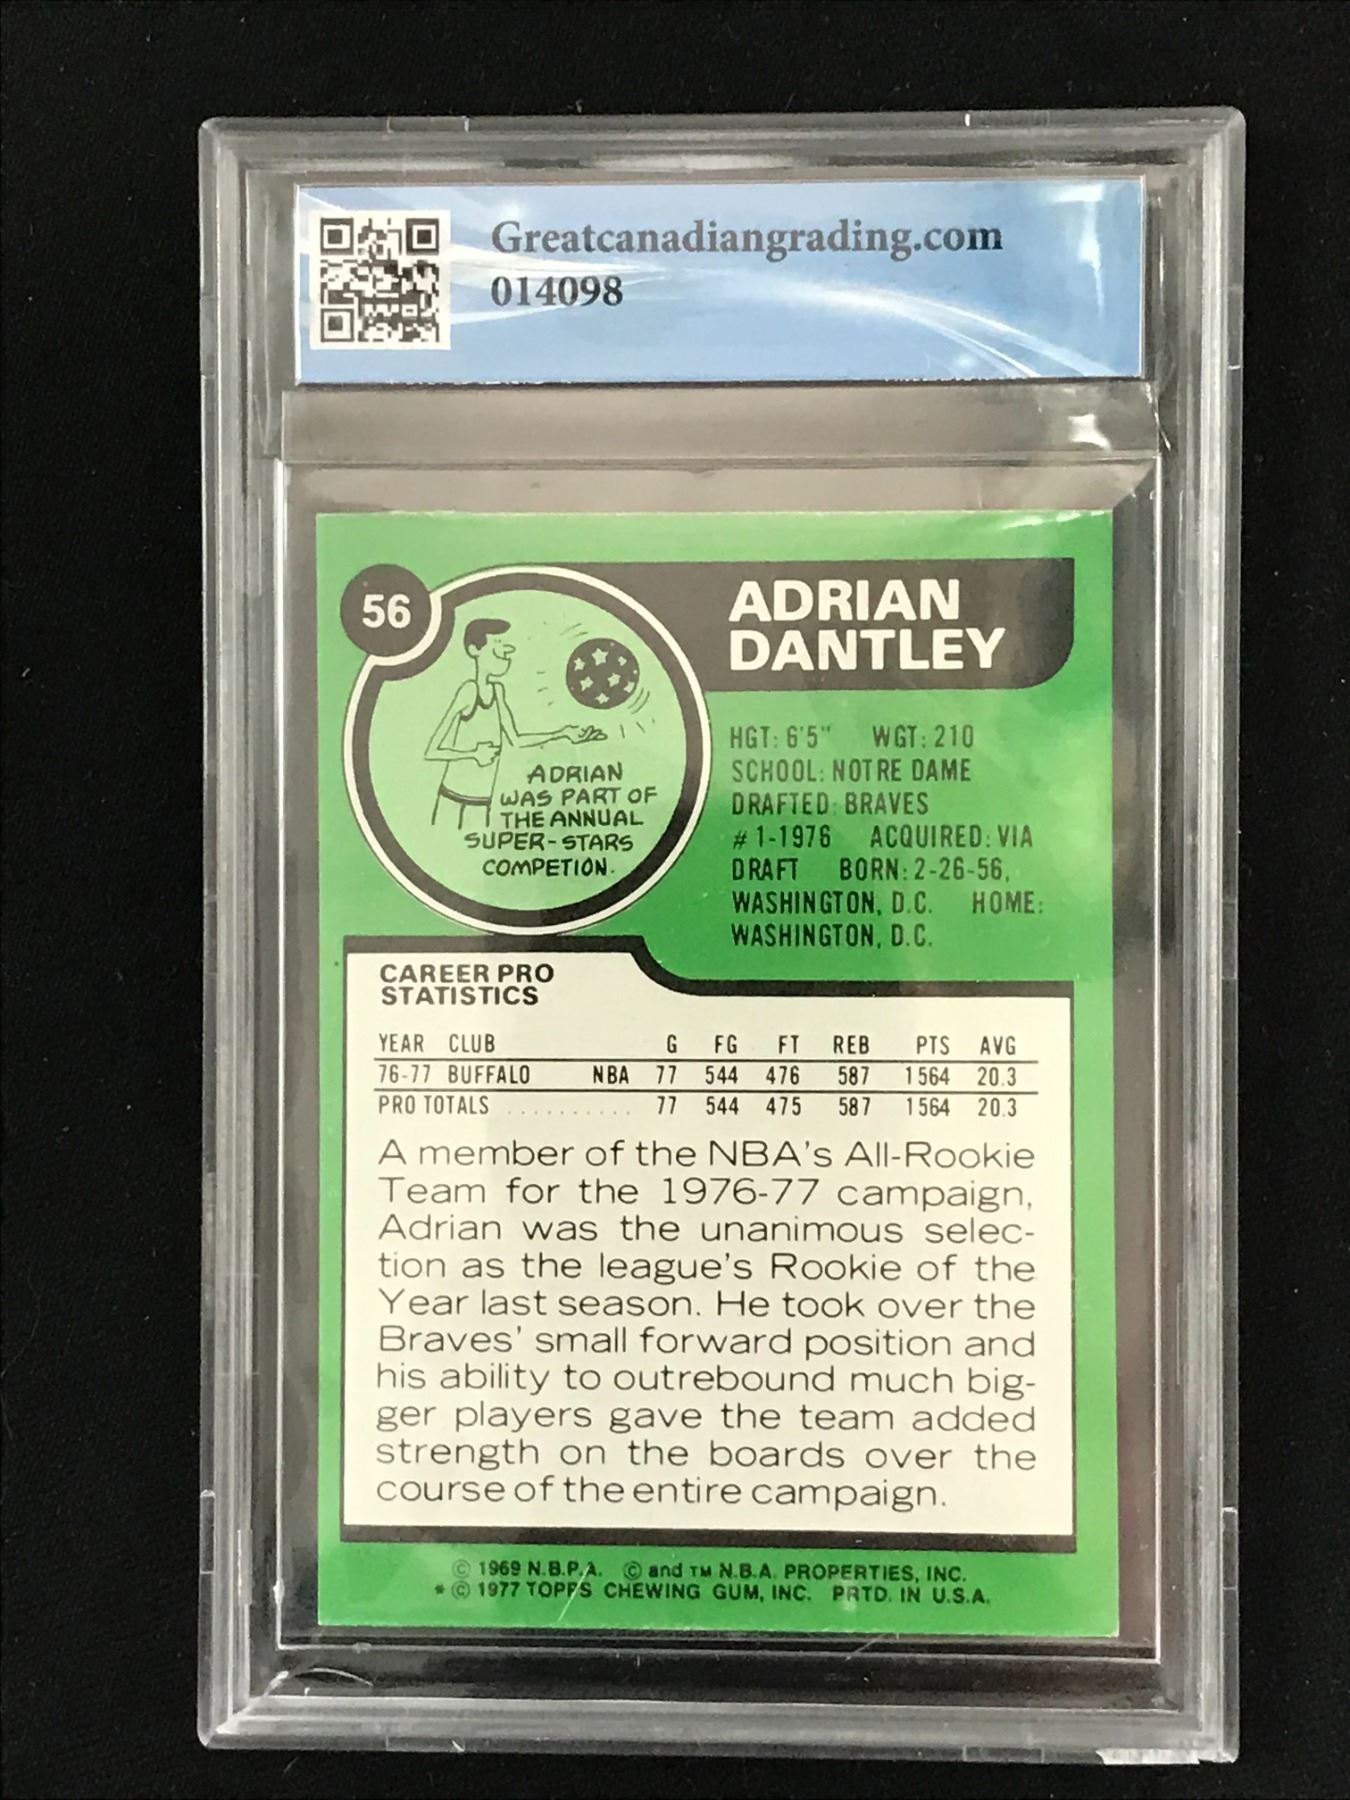 Greatcanadiangrading.com
014098
56
ADRIAN
DANTLEY
ADRIAN
WAS PART OF
THE ANNUAL
SUPER-STARS
COMPETION.
HGT: 6'5" WGT: 210
SCHOOL: NOTRE DAME
DRAFTED: BRAVES
#1-1976 ACQUIRED: VIA
DRAFT BORN: 2-26-56,
WASHINGTON, D.C. HOME:
WASHINGTON, D.C.
CAREER PRO
STATISTICS
YEAR CLUB G FG FT REB PTS AVG
76-77 BUFFALO NBA 77 544 476 587 1564 20.3
PRO TOTALS .......... 77 544 475 587 1564 20.3
A member of the NBA's All-Rookie
Team for the 1976-77 campaign,
Adrian was the unanimous selec-
tion as the league's Rookie of the
Year last season. He took over the
Braves' small forward position and
his ability to outrebound much big-
ger players gave the team added
strength on the boards over the
course of the entire campaign.
© 1969 N.B.P.A. © and TM N.B.A. PROPERTIES, INC.
* © 1977 TOPPS CHEWING GUM, INC. PRTD. IN U.S.A.